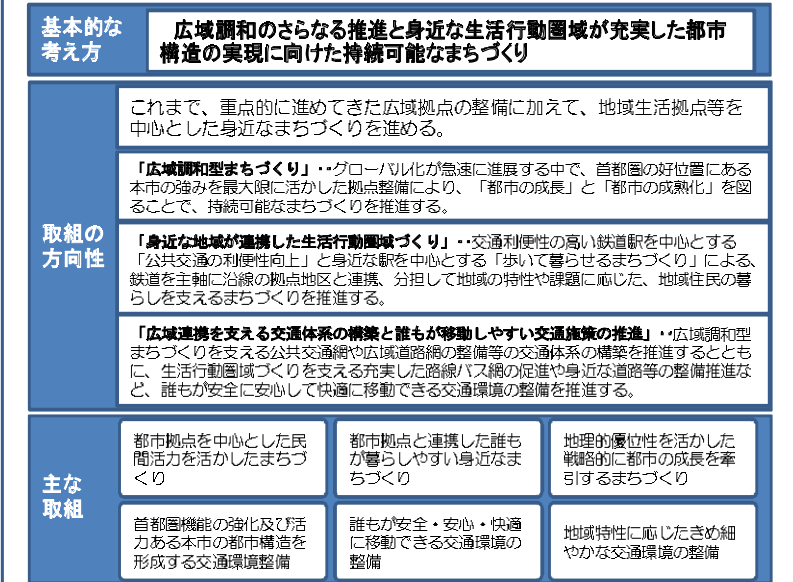 基本的な
考え方
広域調和のさらなる推進と身近な生活行動圏域が充実した都市
構造の実現に向けた持続可能なまちづくり
取組の
方向性
これまで、重点的に進めてきた広域拠点の整備に加えて、地域生活拠点等を
中心とした身近なまちづくりを進める。
「広域調和型まちづくり」･･グローバル化が急速に進展する中で、首都圏の好位置にある
本市の強みを最大限に活かした拠点整備により、「都市の成長」と「都市の成熟化」を図
ることで、持続可能なまちづくりを推進する。
「身近な地域が連携した生活行動圏域づくり」･･交通利便性の高い鉄道駅を中心とする
「公共交通の利便性向上」と身近な駅を中心とする「歩いて暮らせるまちづくり」による、
鉄道を主軸に沿線の拠点地区と連携、分担して地域の特性や課題に応じた、地域住民の暮
らしを支えるまちづくりを推進する。
「広域連携を支える交通体系の構築と誰もが移動しやすい交通施策の推進」･･広域調和型
まちづくりを支える公共交通網や広域道路網の整備等の交通体系の構築を推進するととも
に、生活行動圏域づくりを支える充実した路線バス網の促進や身近な道路等の整備推進な
ど、誰もが安全に安心して快適に移動できる交通環境の整備を推進する。
主な
取組
都市拠点を中心とした民
間活力を活かしたまちづ
くり
都市拠点と連携した誰も
が暮らしやすい身近なま
ちづくり
地理的優位性を活かした
戦略的に都市の成長を牽
引するまちづくり
首都圏機能の強化及び活
力ある本市の都市構造を
形成する交通環境整備
誰もが安全・安心・快適
に移動できる交通環境の
整備
地域特性に応じたきめ細
やかな交通環境の整備